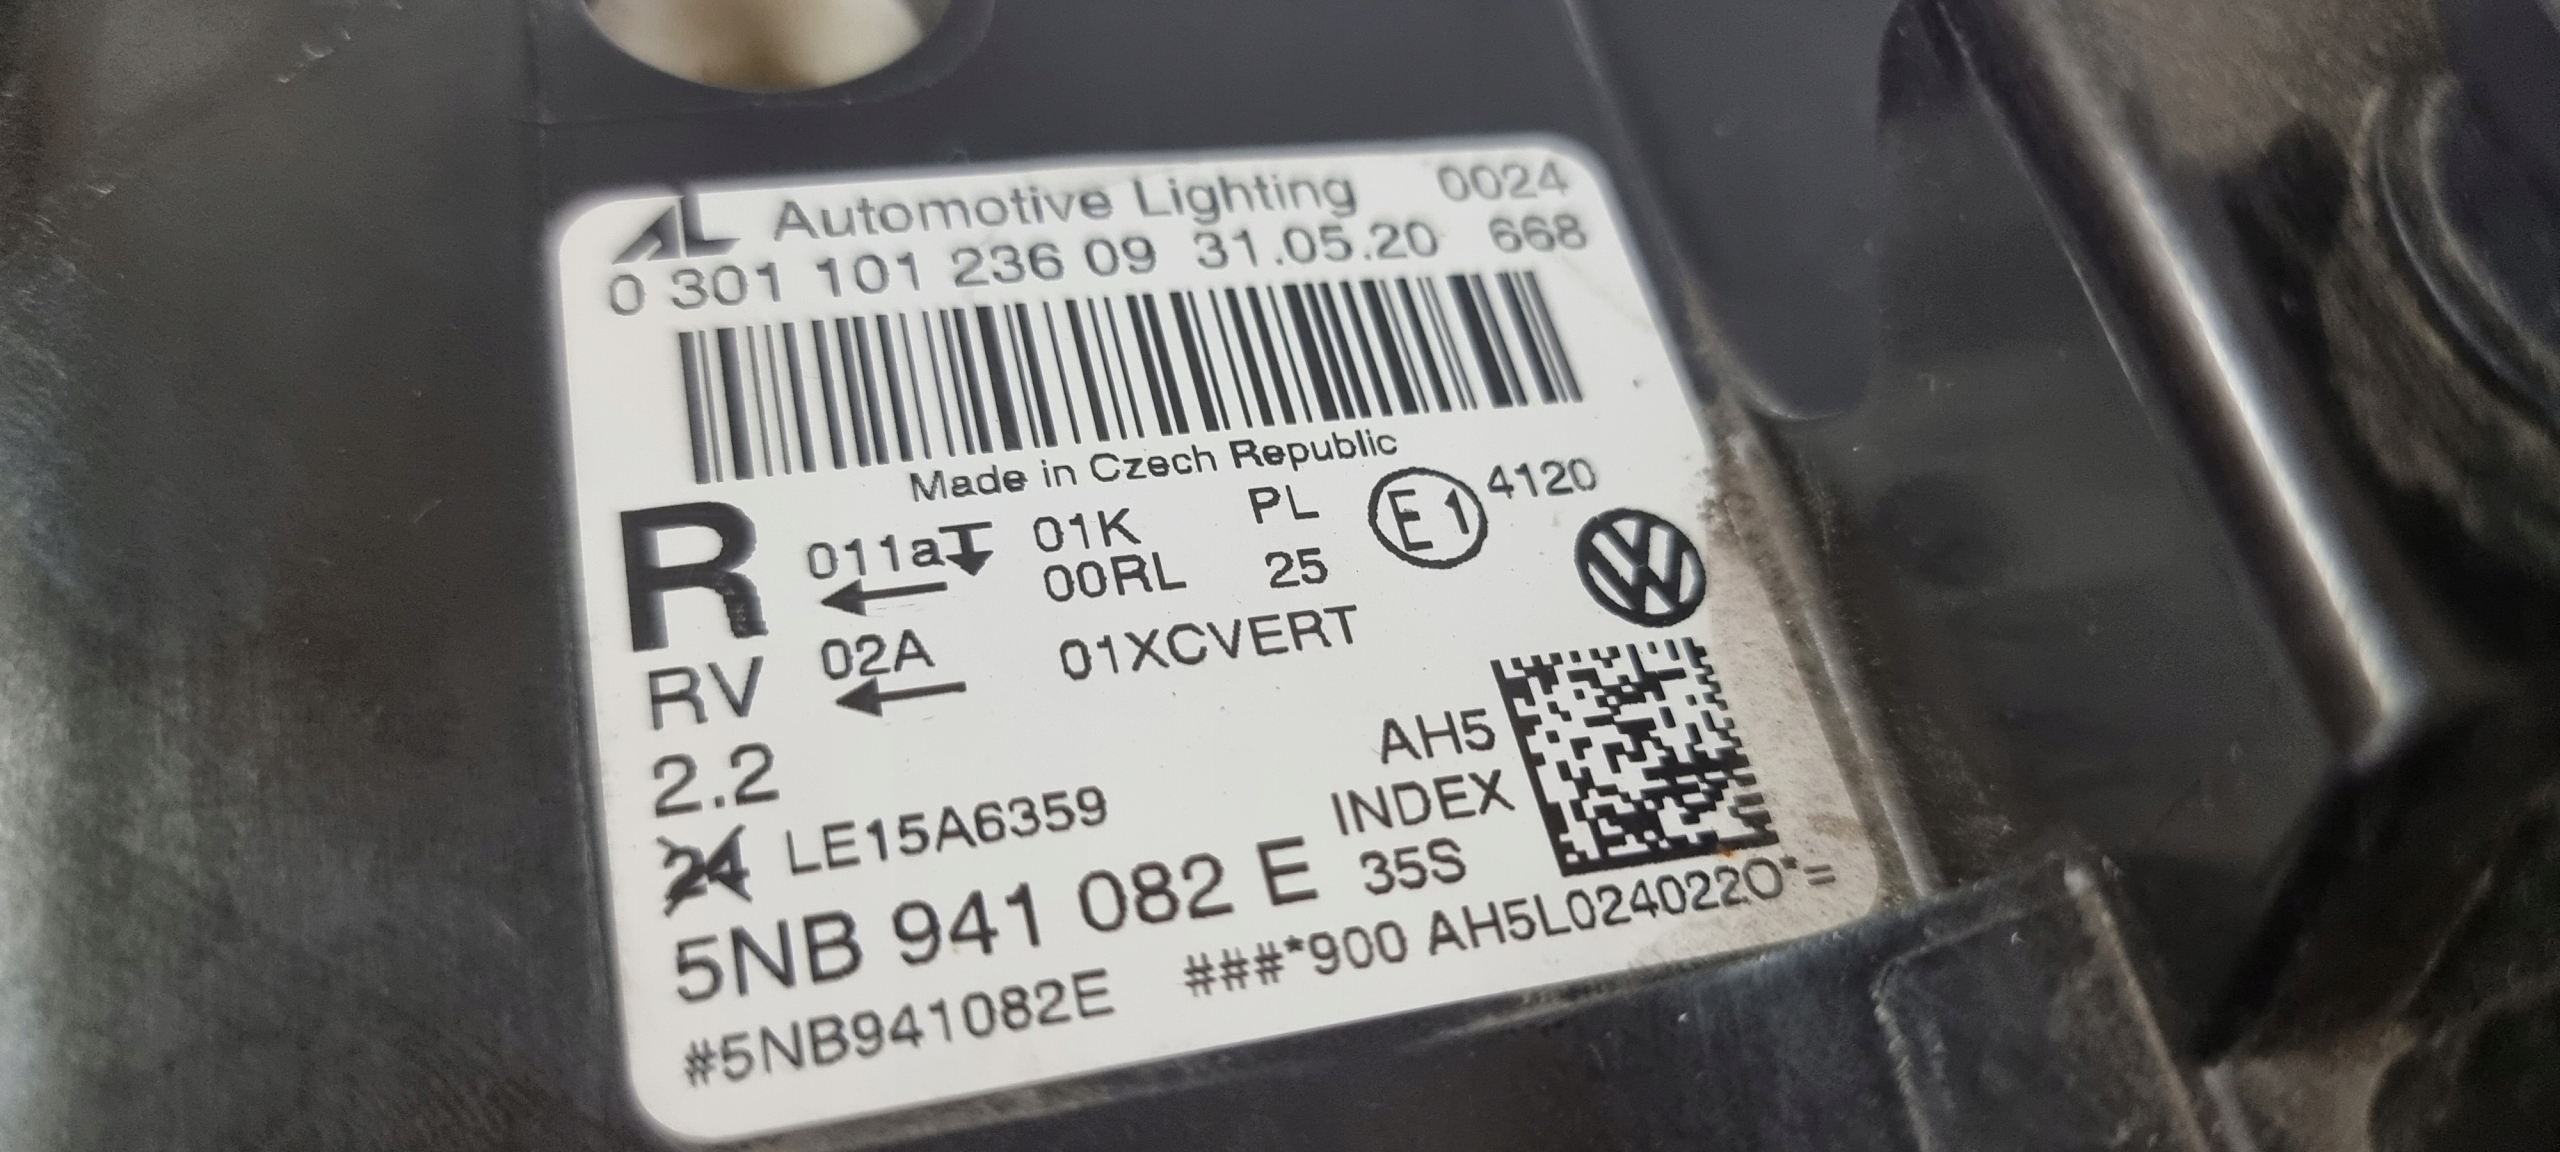 AL Automotive Lighting 0024
0 301 101 236 09 31.05.20 668
Made in Czech Republic
R 011a 01K PL E1 4120
00RL 25
RV 02A 01XCVERT
2.2 AH5
24 LE15A6359 INDEX
5NB 941 082 E 35S
#5NB941082E ###*900 AH5L024022O*=